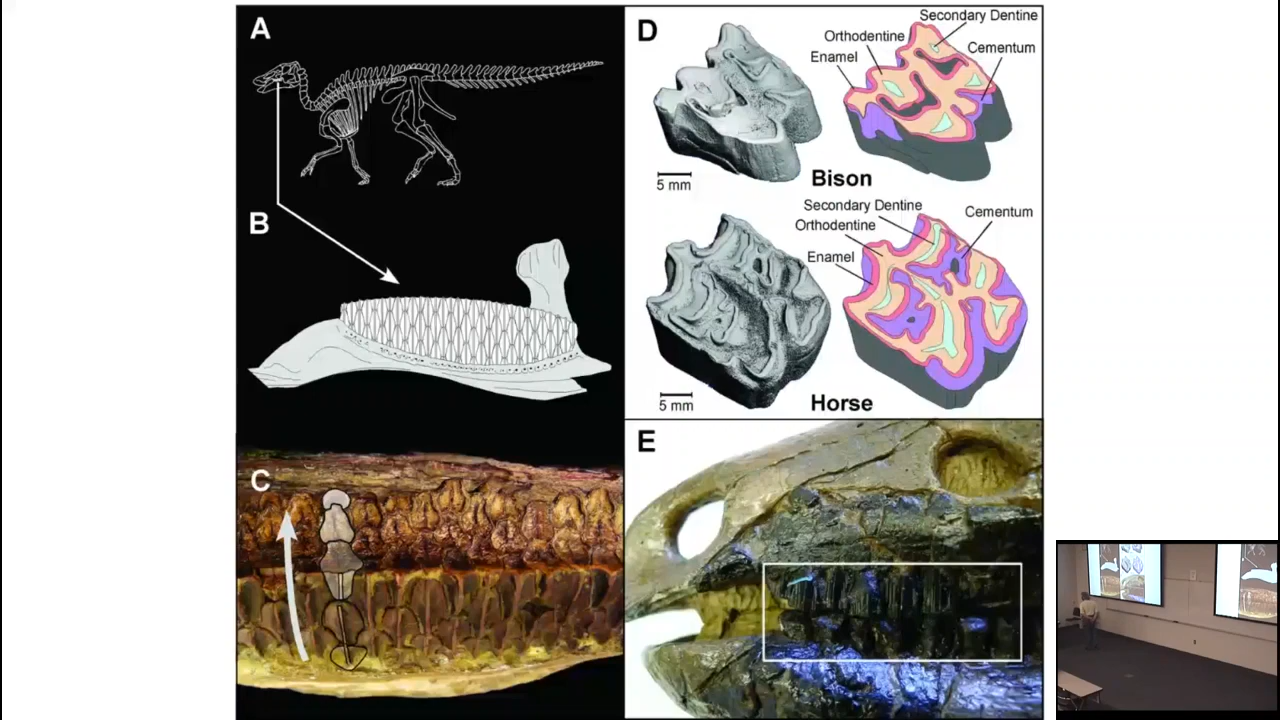 A
B
C
D
Secondary Dentine
Orthodentine
Cementum
Enamel
5 mm
Bison
Secondary Dentine
Cementum
Orthodentine
Enamel
5 mm
Horse
E